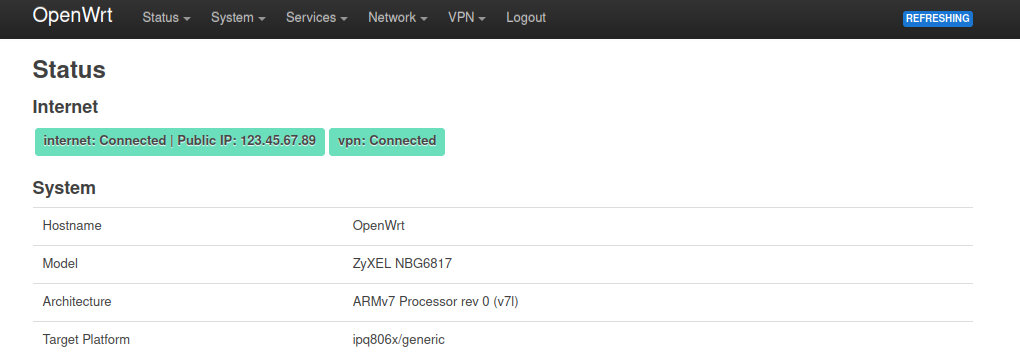 OpenWrt Status System Services Network VPN Logout REFRESHING
Status
Internet
internet: Connected | Public IP: 123.45.67.89 vpn: Connected
System
Hostname OpenWrt
Model ZyXEL NBG6817
Architecture ARMv7 Processor rev 0 (v7l)
Target Platform ipq806x/generic